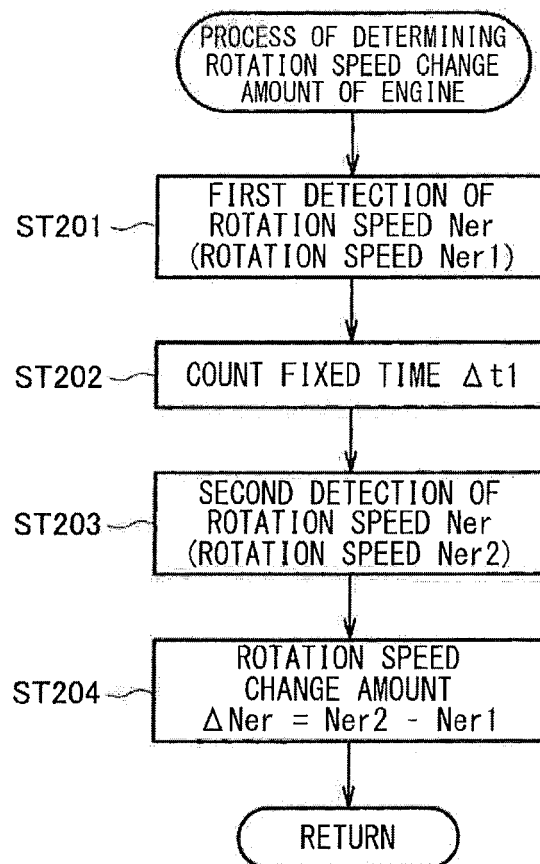 PROCESS OF DETERMINING
ROTATION SPEED CHANGE
AMOUNT OF ENGINE
ST201
FIRST DETECTION OF
ROTATION SPEED Ner
(ROTATION SPEED Ner1)
ST202
COUNT FIXED TIME Δt1
ST203
SECOND DETECTION OF
ROTATION SPEED Ner
(ROTATION SPEED Ner2)
ST204
ROTATION SPEED
CHANGE AMOUNT
ΔNer = Ner2 - Ner1
RETURN